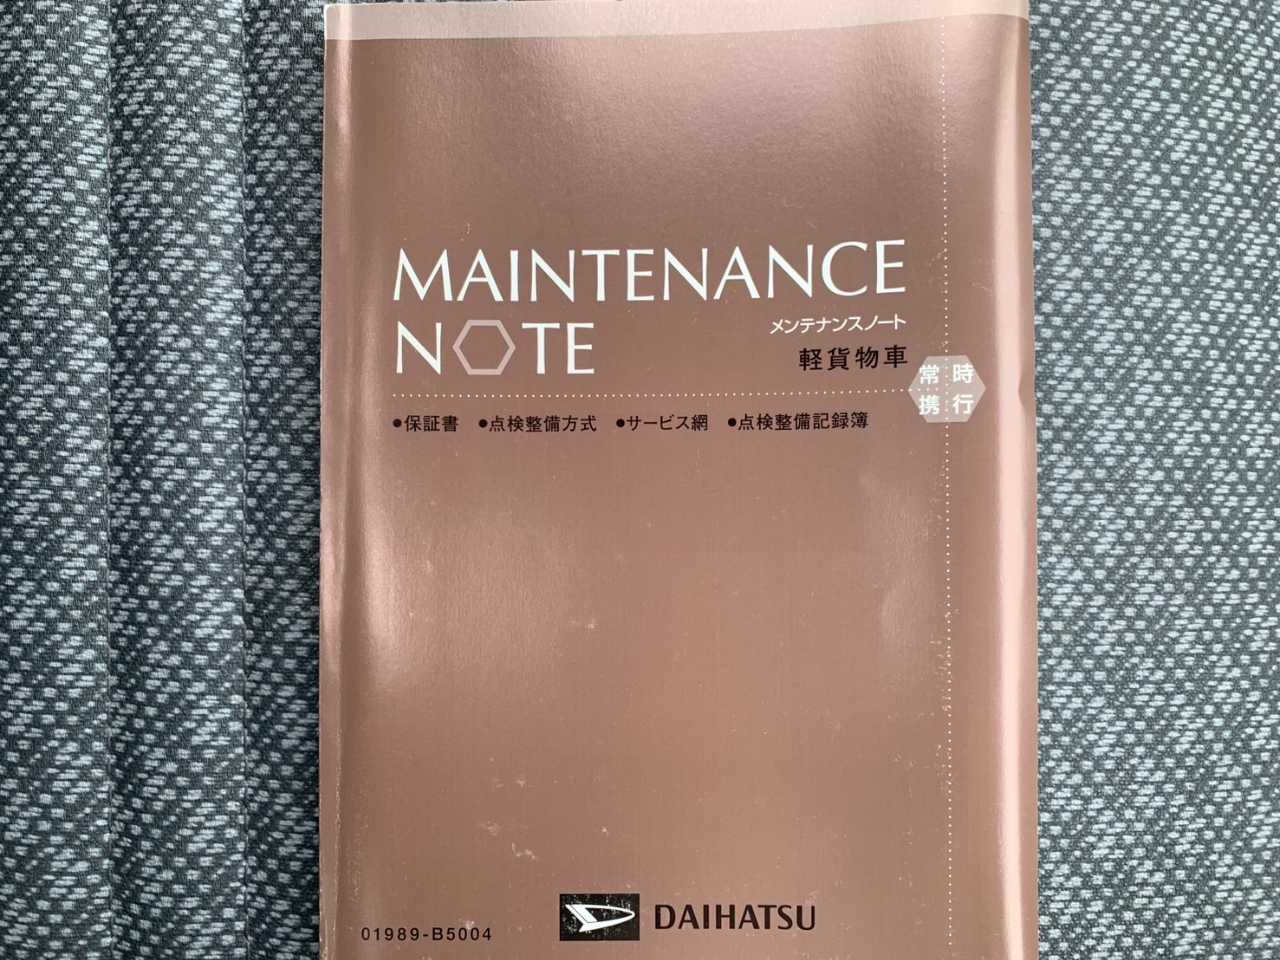 MAINTENANCE
NOTE
メンテナンスノート
軽貨物車
常時
携行
●保証書 ●点検整備方式 ●サービス網 ●点検整備記録簿
01989-B5004
DAIHATSU